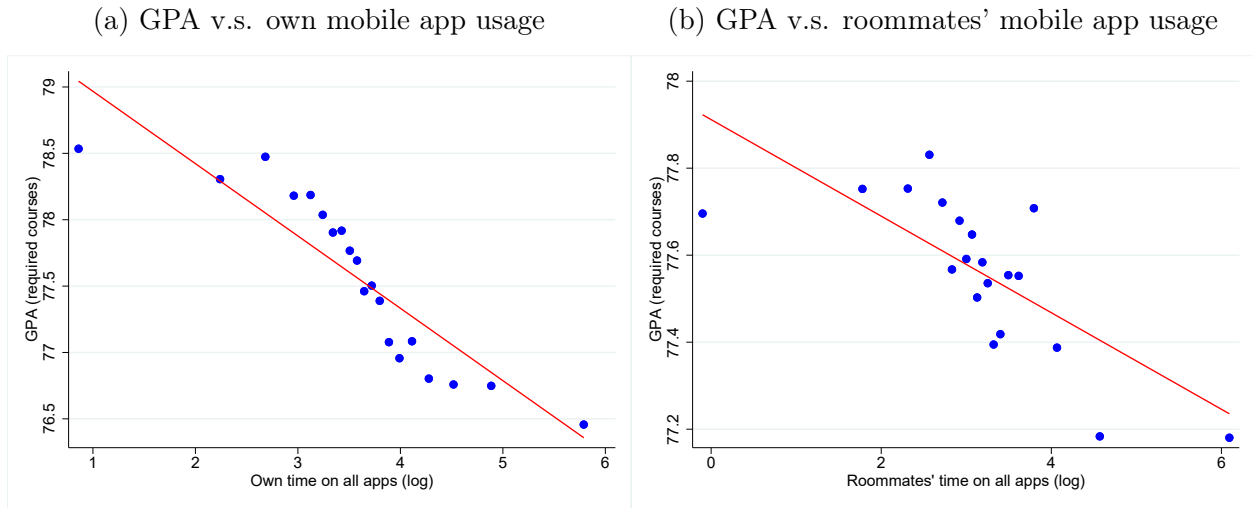 (a) GPA v.s. own mobile app usage
GPA (required courses)
79
78.5
78
77.5
77
76.5
1 2 3 4 5 6
Own time on all apps (log)
(b) GPA v.s. roommates' mobile app usage
GPA (required courses)
78
77.8
77.6
77.4
77.2
0 2 4 6
Roommates' time on all apps (log)